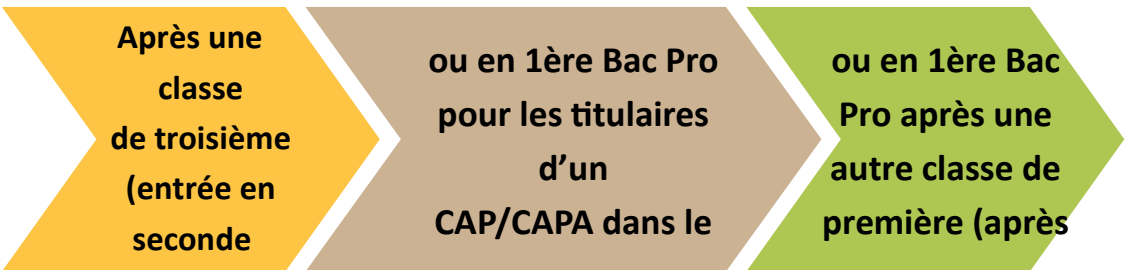 Après une
classe
de troisième
(entrée en
seconde
ou en 1ère Bac Pro
pour les titulaires
d’un
CAP/CAPA dans le
ou en 1ère Bac
Pro après une
autre classe de
première (après